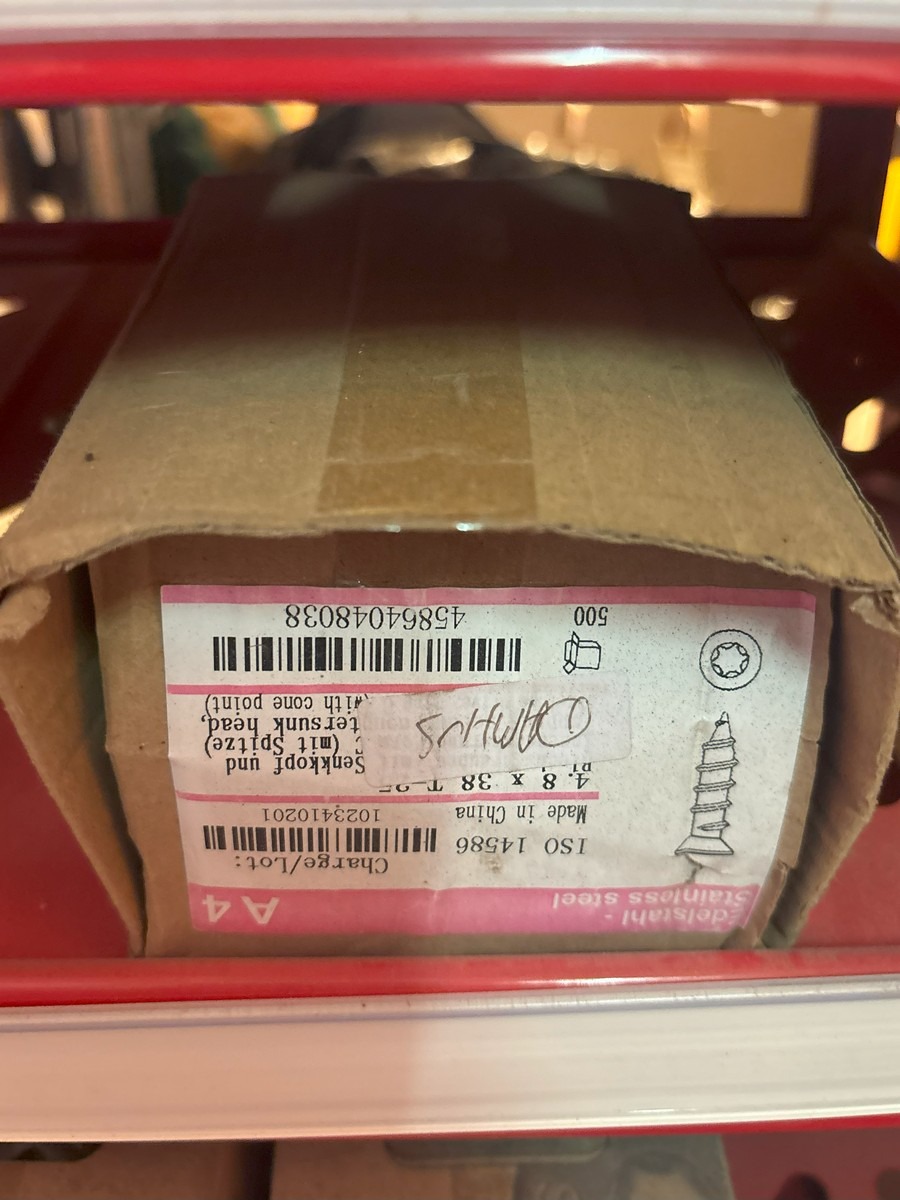 Edelstahl -
Stainless steel
A4
Charge/Lot:
ISO 14586
Made in China
1023410201
4.8 x 38
Senkkopf und
(mit Spitze)
head,
with cone point)
500
45864048038